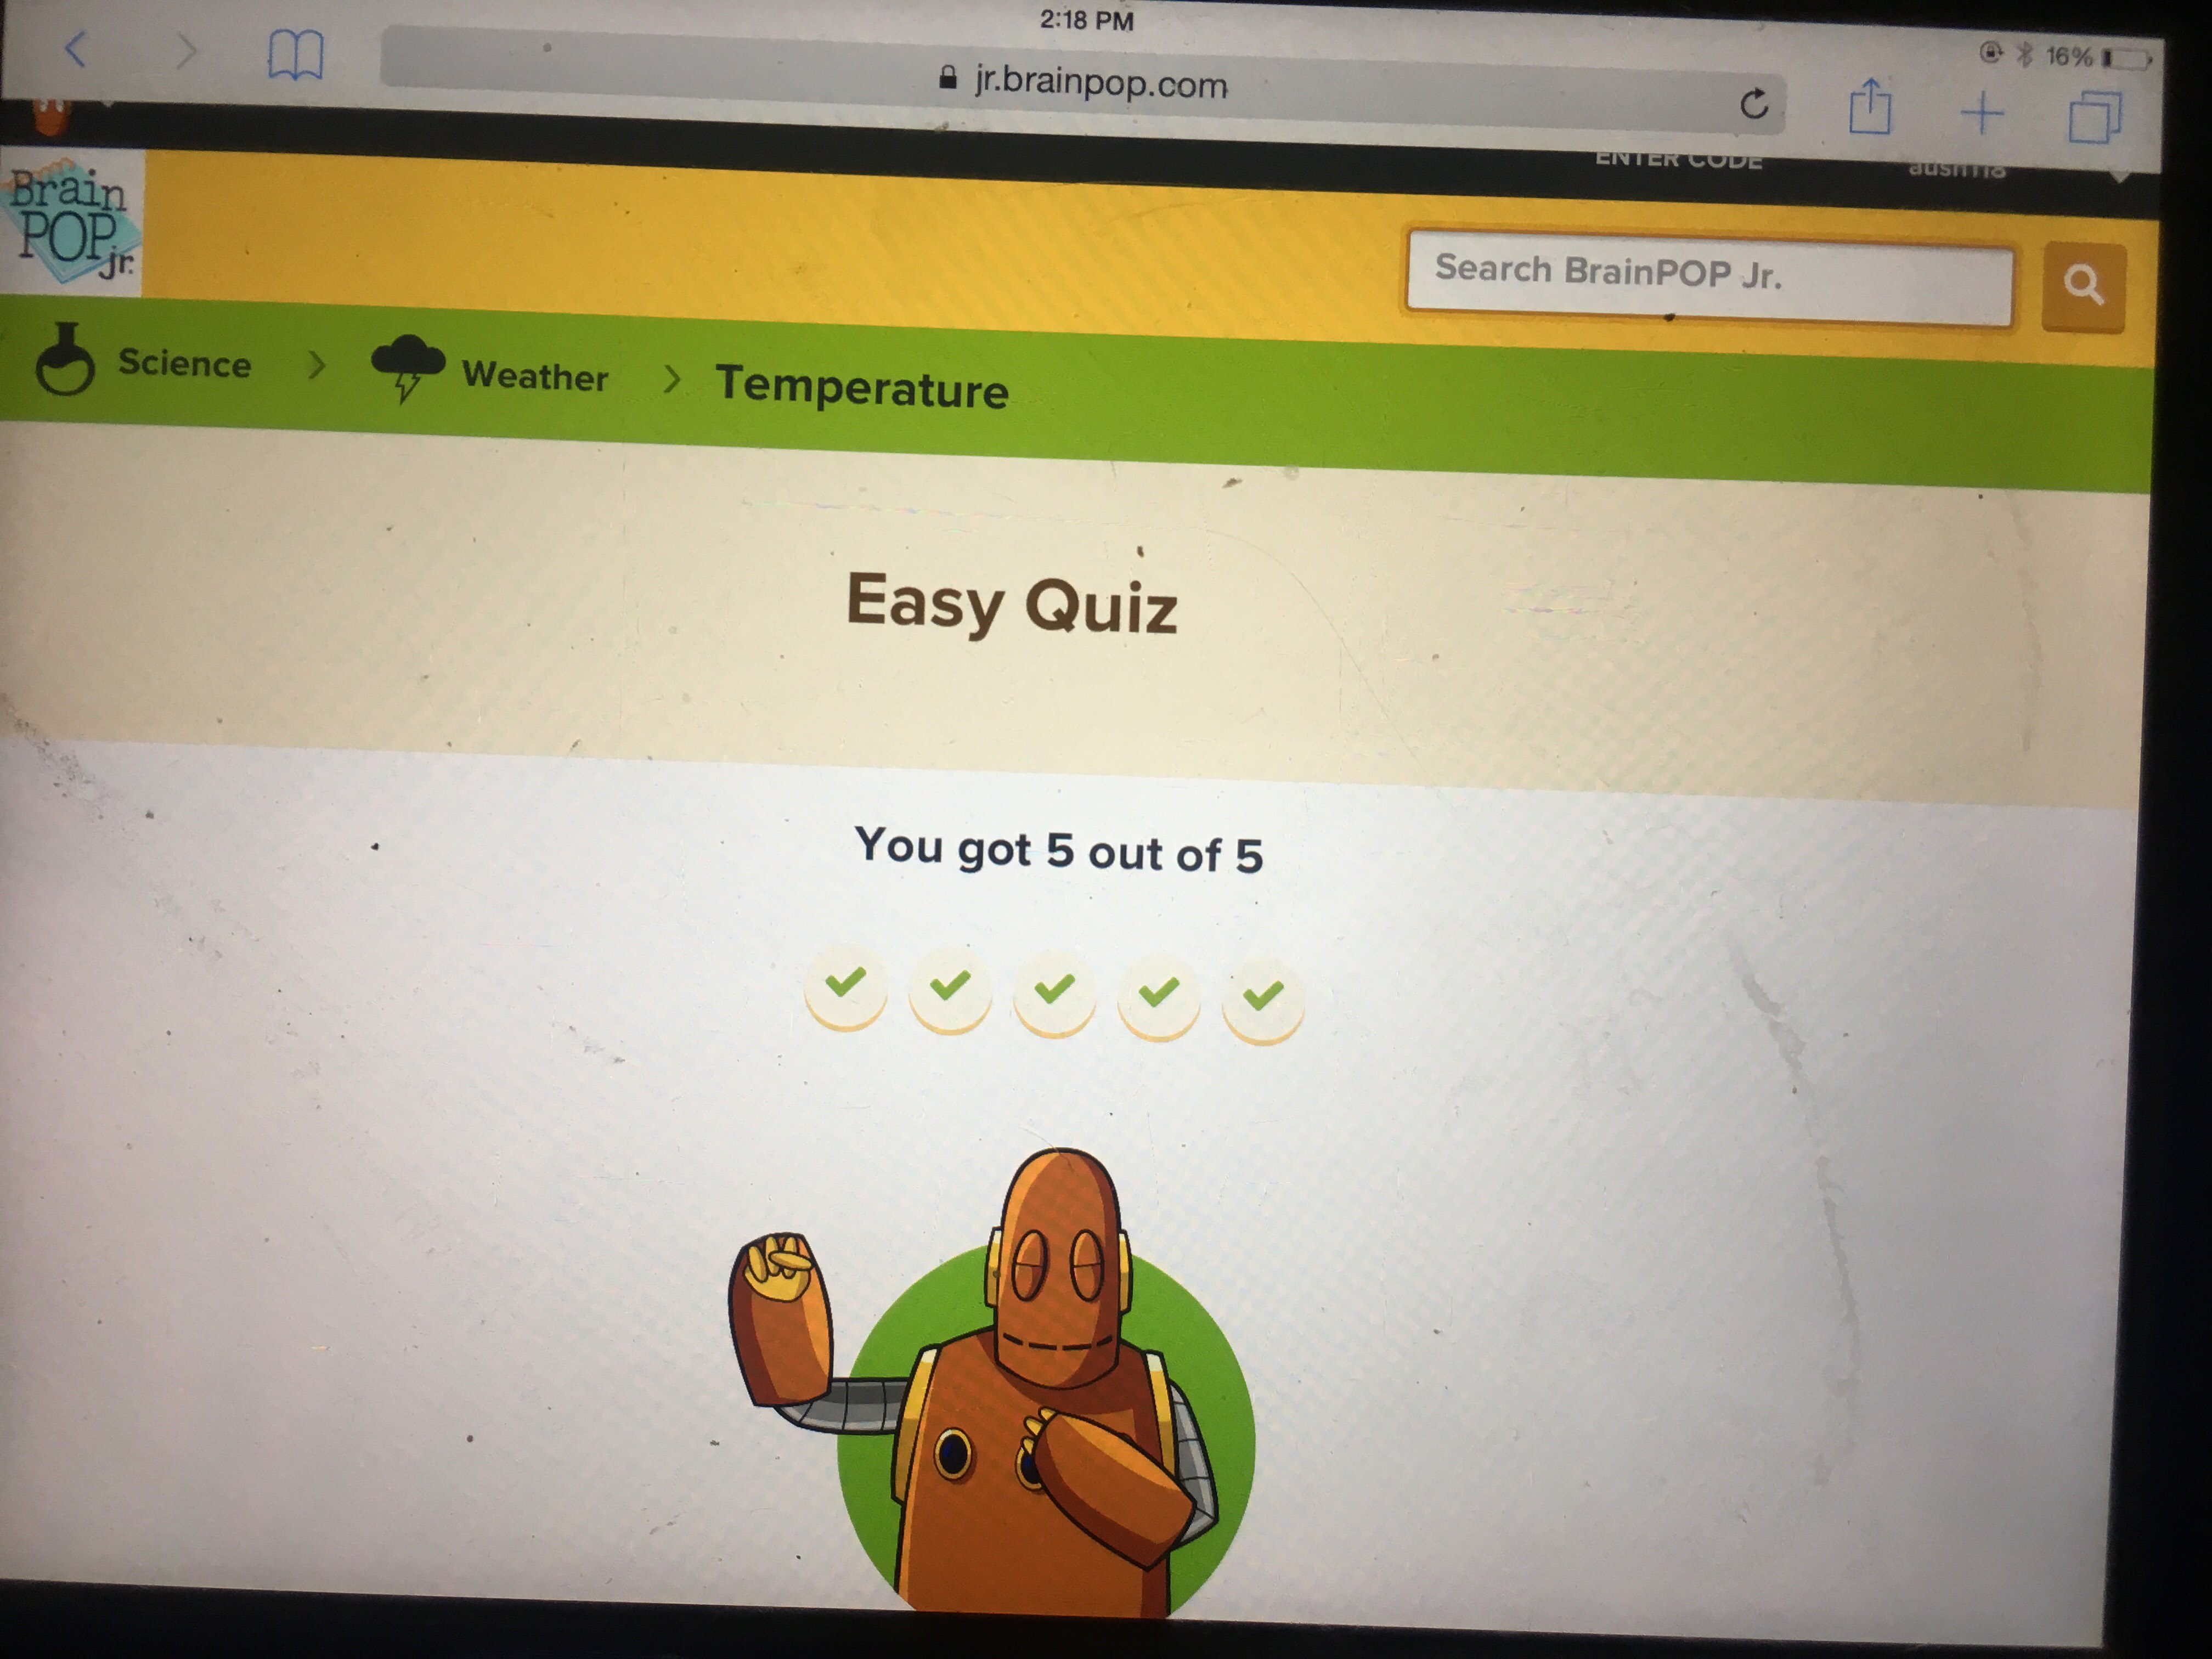 2:18 PM
16%
jr.brainpop.com
ENTER CODE
Brain
POP
jr.
Search BrainPOP Jr.
Science > Weather > Temperature
Easy Quiz
You got 5 out of 5